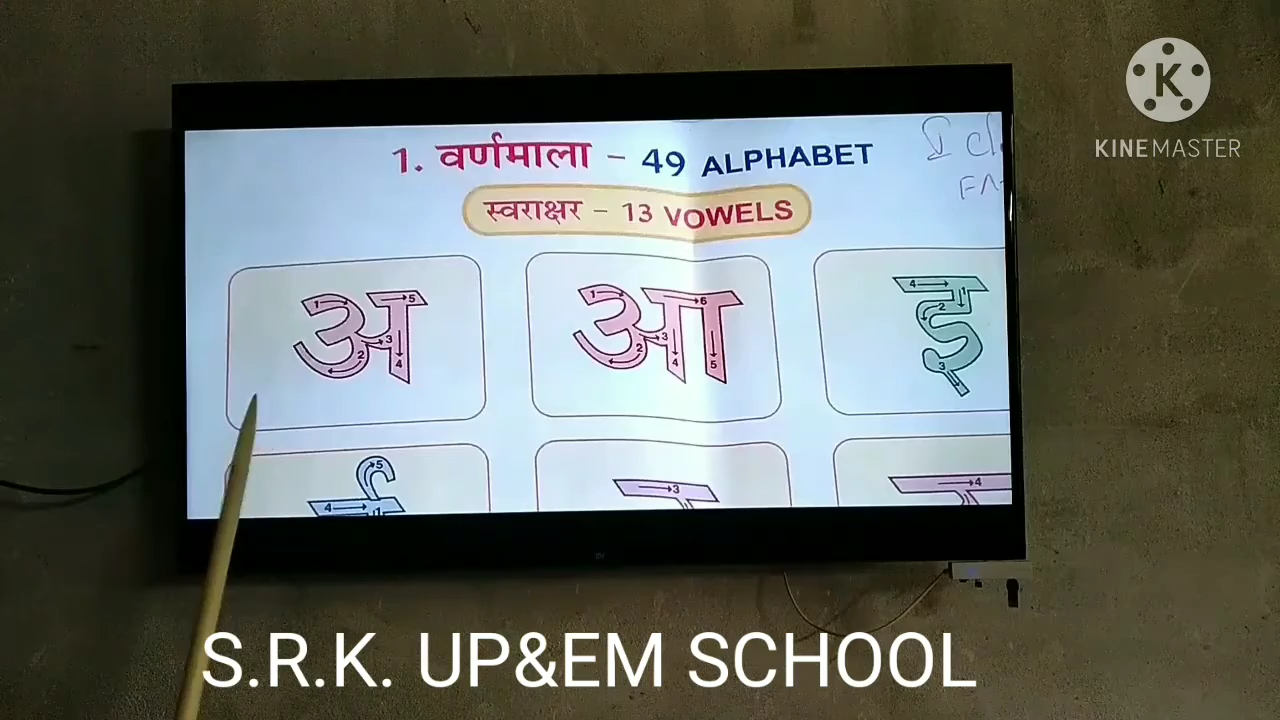 1. वर्णमाला – 49 ALPHABET
स्वराक्षर – 13 VOWELS
अ आ इ
K
KINEMASTER
S.R.K. UP&EM SCHOOL